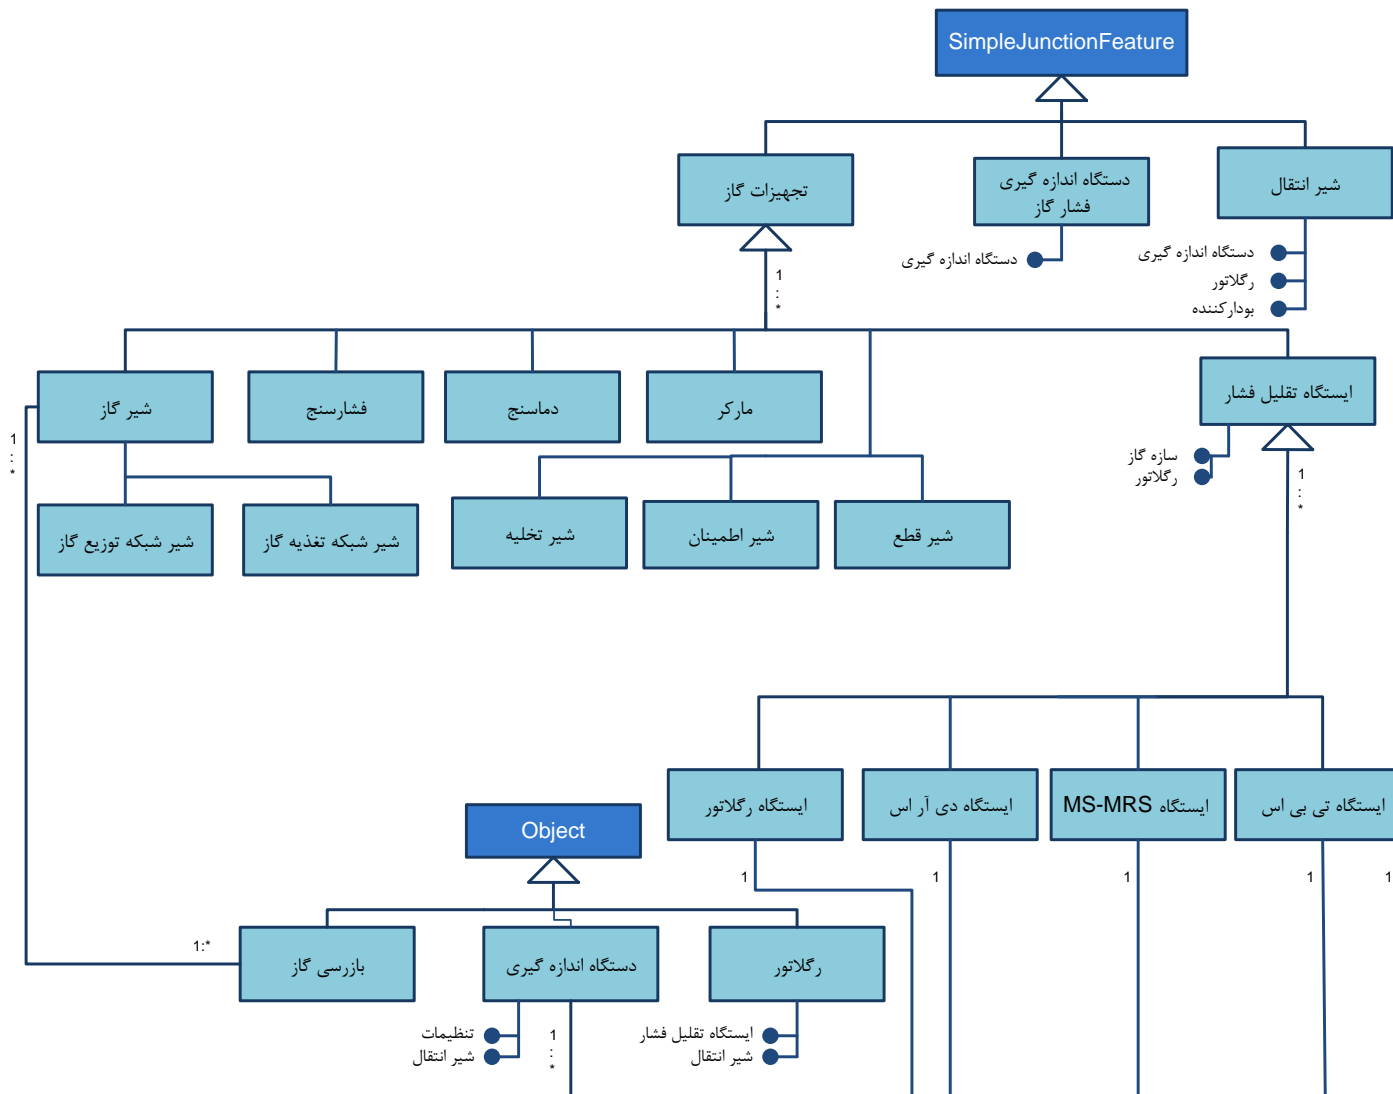 SimpleJunctionFeature
تجهیزات گاز
دستگاه اندازه گیری
فشار گاز
شیر انتقال
دستگاه اندازه گیری
دستگاه اندازه گیری
رگلاتور
بودارکننده
1
:
*
شیر گاز
فشارسنج
دماسنج
مارکر
ایستگاه تقلیل فشار
1
:
*
سازه گاز
رگلاتور
1
:
*
شیر شبکه توزیع گاز
شیر شبکه تغذیه گاز
شیر تخلیه
شیر اطمینان
شیر قطع
ایستگاه رگلاتور
ایستگاه دی آر اس
ایستگاه MS-MRS
ایستگاه تی بی اس
1
1
1
1
1
Object
1:*
بازرسی گاز
دستگاه اندازه گیری
رگلاتور
تنظیمات
شیر انتقال
1
:
*
ایستگاه تقلیل فشار
شیر انتقال